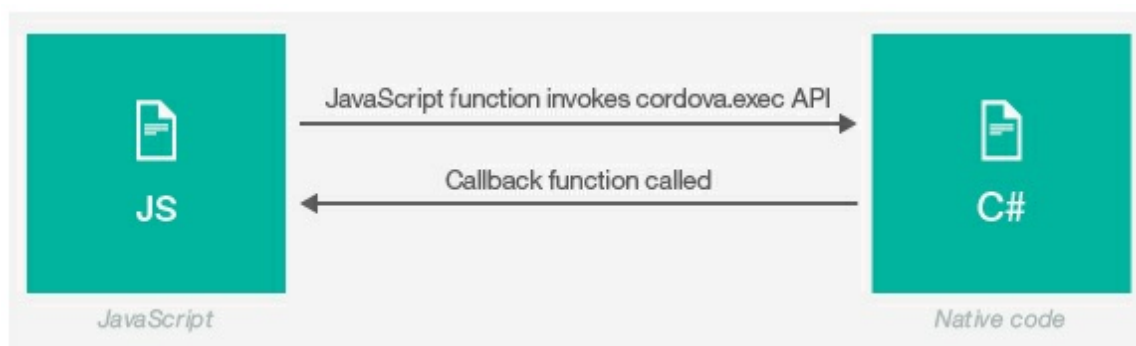 JavaScript function invokes cordova.exec API
Callback function called
JS
C#
JavaScript
Native code